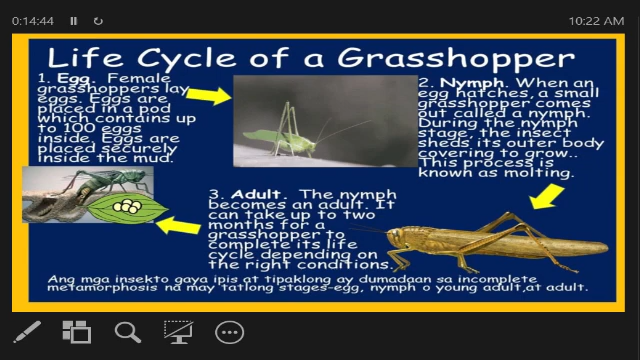 0:14:44
10:22 AM
Life Cycle of a Grasshopper
1. Egg.  Female
grasshoppers lay
eggs. Eggs are
placed in a pod
which contains up
to 100 eggs
inside. Eggs are
placed securely
inside the mud.
2. Nymph. When an
egg hatches, a small
grasshopper comes
out called a nymph.
During the nymph
stage, the insect
sheds its outer body
covering to grow..
This process is
known as molting.
3. Adult.  The nymph
becomes an adult. It
can take up to two
months for a
grasshopper to
complete its life
cycle depending on
the right conditions.
Ang mga insekto gaya ipis at tipaklong ay dumadaan sa incomplete
metamorphosis na may tatlong stages-egg, nymph o young adult,at adult.